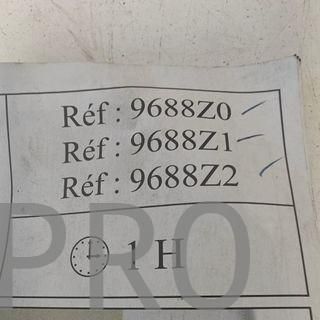 Réf : 9688Z0
Réf : 9688Z1
Réf : 9688Z2
PRO
1 H